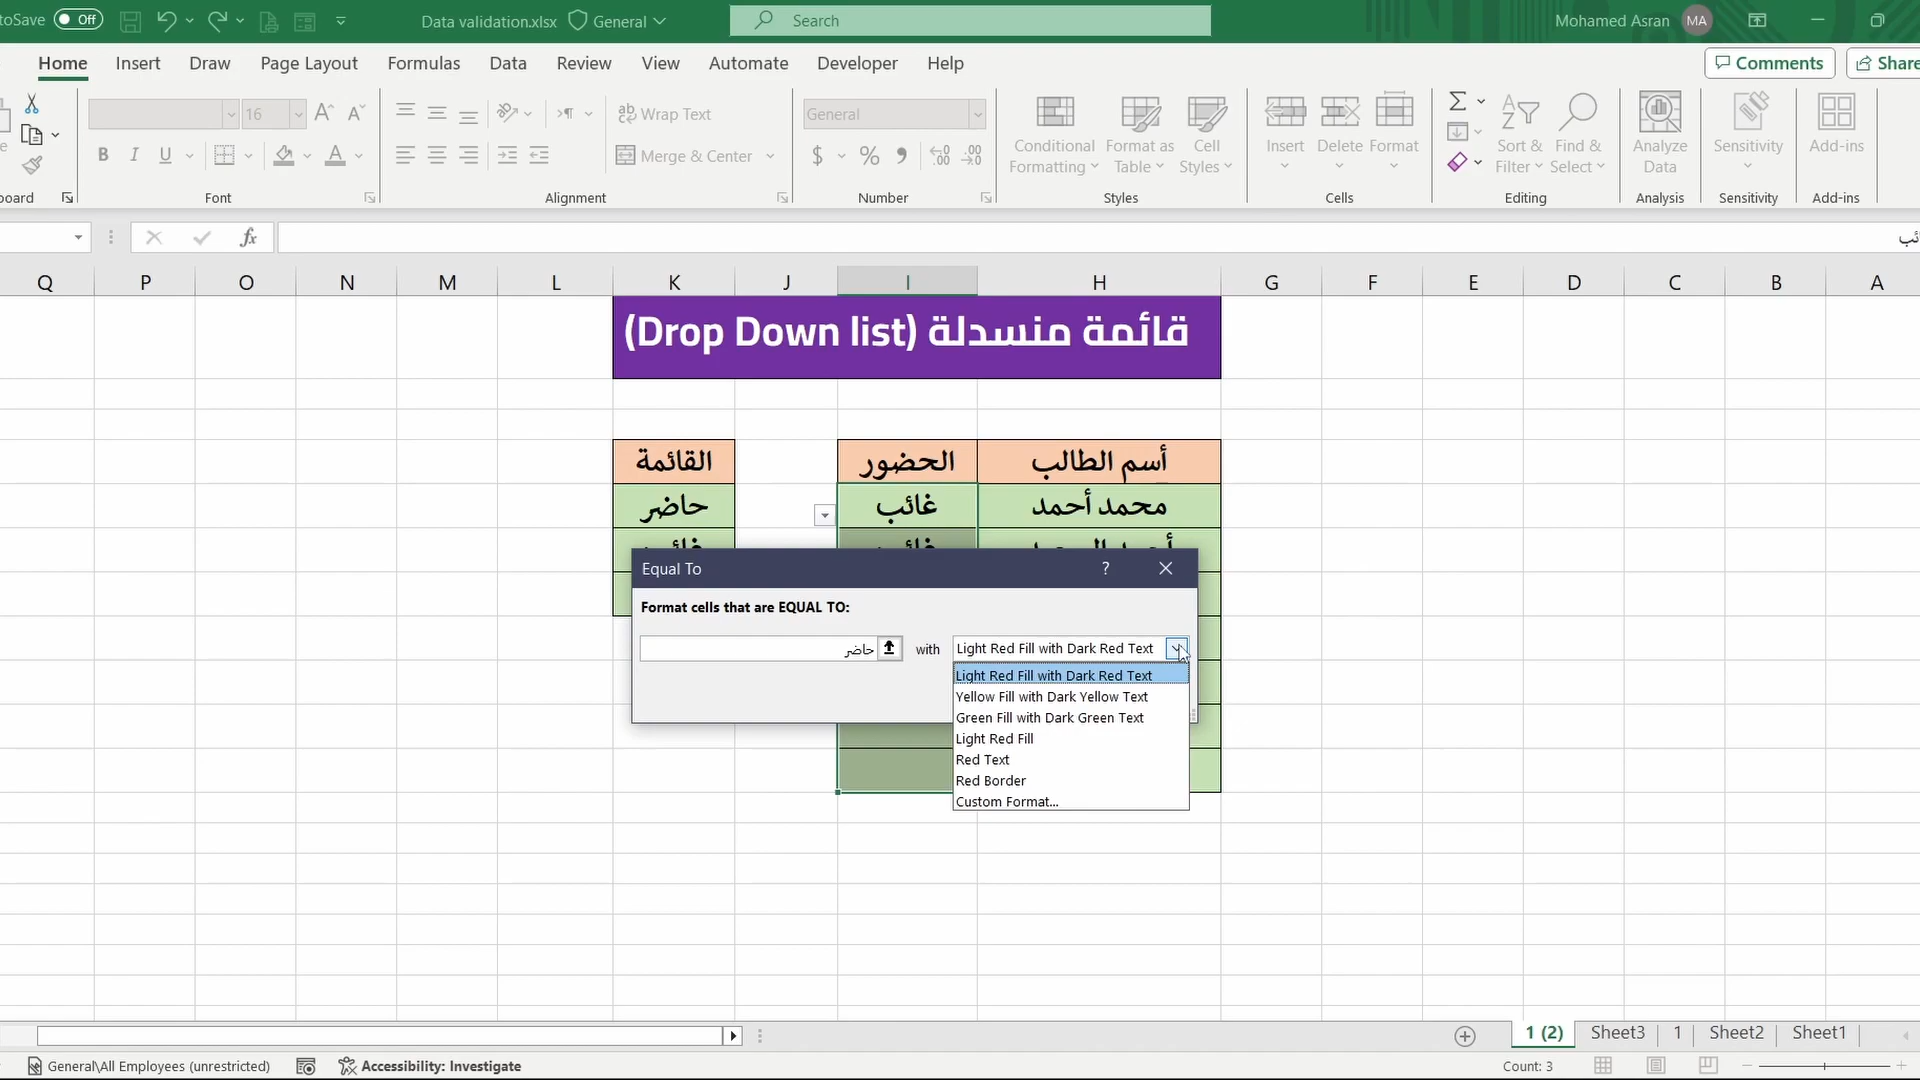 Off
Data validation.xlsx
General
Search
Mohamed Asran
MA
Home
Insert
Draw
Page Layout
Formulas
Data
Review
View
Automate
Developer
Help
Comments
Share
16
Wrap Text
General
Merge & Center
Conditional Formatting
Format as Table
Cell Styles
Insert
Delete
Format
Sort & Filter
Find & Select
Analyze Data
Sensitivity
Add-ins
Font
Alignment
Number
Styles
Cells
Editing
Analysis
Sensitivity
Add-ins
fx
Q P O N M L K J I H G F E D C B A
قائمة منسدلة (Drop Down list)
أسم الطالب
الحضور
القائمة
محمد أحمد
غائب
حاضر
Equal To
?
Format cells that are EQUAL TO:
حاضر
with
Light Red Fill with Dark Red Text
Light Red Fill with Dark Red Text
Yellow Fill with Dark Yellow Text
Green Fill with Dark Green Text
Light Red Fill
Red Text
Red Border
Custom Format...
1 (2)
Sheet3
1
Sheet2
Sheet1
General\All Employees (unrestricted)
Accessibility: Investigate
Count: 3